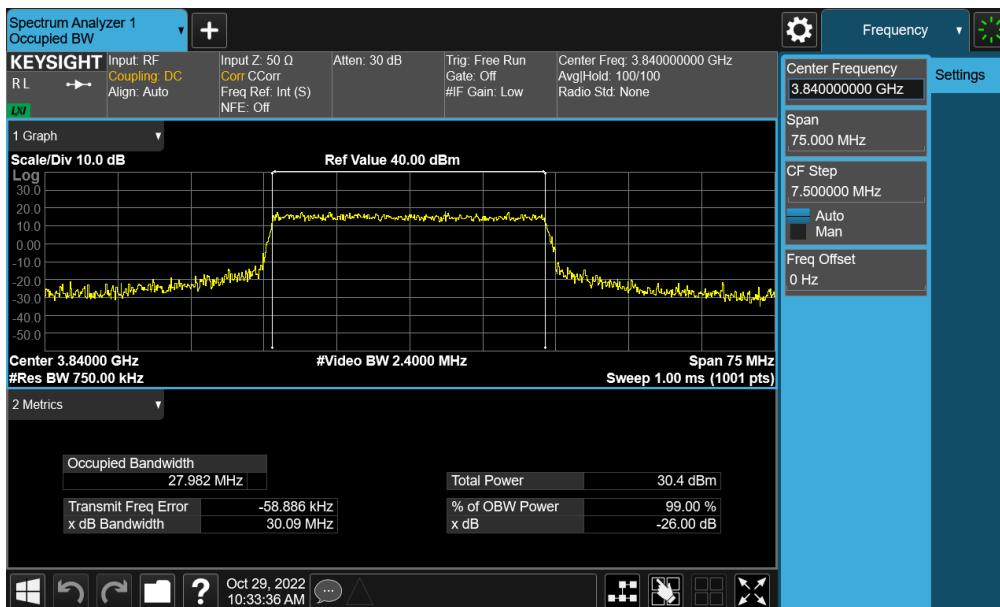 Spectrum Analyzer 1
Occupied BW
+
Frequency
KEYSIGHT
R L
LXI
Input: RF
Coupling: DC
Align: Auto
Input Z: 50 Ω
Corr CCorr
Freq Ref: Int (S)
NFE: Off
Atten: 30 dB
Trig: Free Run
Gate: Off
#IF Gain: Low
Center Freq: 3.840000000 GHz
Avg|Hold: 100/100
Radio Std: None
Center Frequency
3.840000000 GHz
Settings
Span
75.000 MHz
CF Step
7.500000 MHz
Auto
Man
Freq Offset
0 Hz
1 Graph
Scale/Div 10.0 dB
Ref Value 40.00 dBm
Log
30.0
20.0
10.0
0.00
-10.0
-20.0
-30.0
-40.0
-50.0
Center 3.84000 GHz
#Video BW 2.4000 MHz
Span 75 MHz
#Res BW 750.00 kHz
Sweep 1.00 ms (1001 pts)
2 Metrics
Occupied Bandwidth
27.982 MHz
Total Power 30.4 dBm
Transmit Freq Error -58.886 kHz
% of OBW Power 99.00 %
x dB Bandwidth 30.09 MHz
x dB -26.00 dB
?
Oct 29, 2022
10:33:36 AM